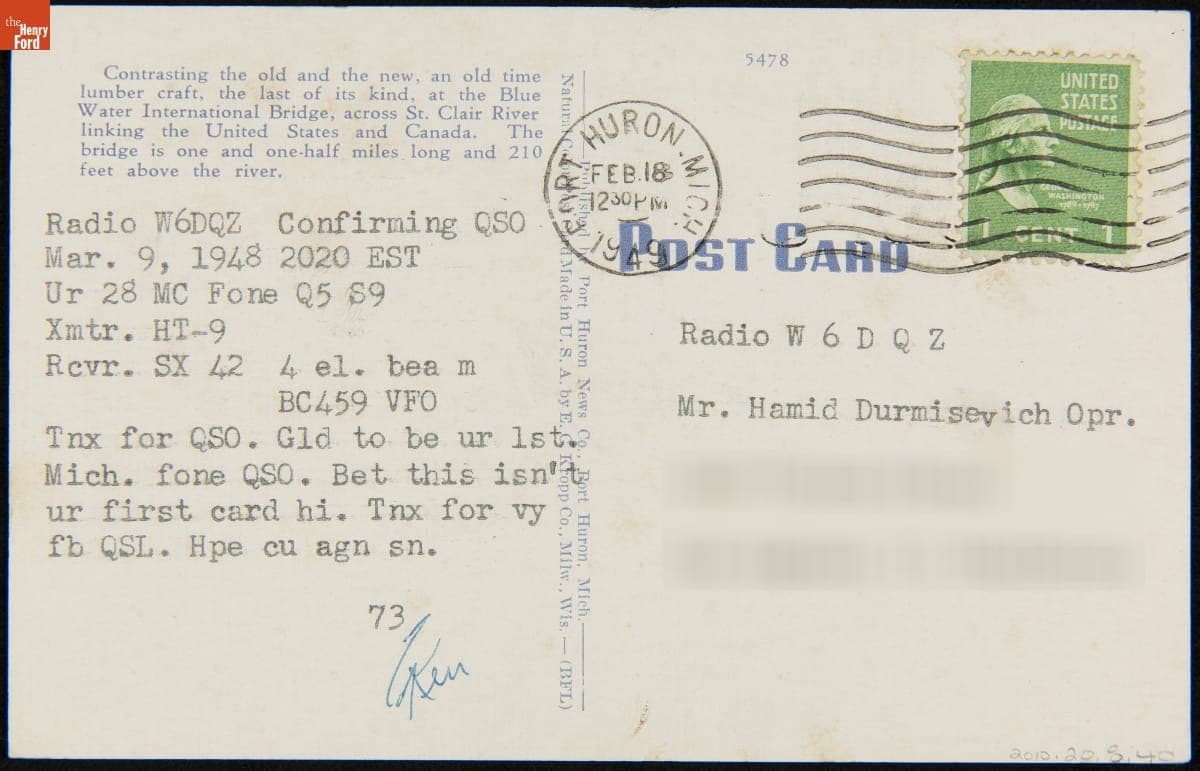 the
Henry
Ford
Contrasting the old and the new, an old time
lumber craft, the last of its kind, at the Blue
Water International Bridge, across St. Clair River
linking the United States and Canada. The
bridge is one and one-half miles long and 210
feet above the river.
Radio W6DQZ Confirming QSO
Mar. 9, 1948 2020 EST
Ur 28 MC Fone Q5 S9
Xmtr. HT-9
Rcvr. SX 42 4 el. bea m
BC459 VFO
Tnx for QSO. Gld to be ur 1st.
Mich. fone QSO. Bet this isn't
ur first card hi. Tnx for vy
fb QSL. Hpe cu agn sn.
73
Ken
Port Huron News Co., Port Huron, Mich.
Made in U. S. A. by E. C. Kropp Co., Milw., Wis. — (BFL)
5478
PORT HURON, MICH.
FEB. 18
12 30 PM
1949
UNITED
STATES
POSTAGE
GEORGE
WASHINGTON
1789-1797
1 CENT 1
POST CARD
Radio W 6 D Q Z
Mr. Hamid Durmisevich Opr.